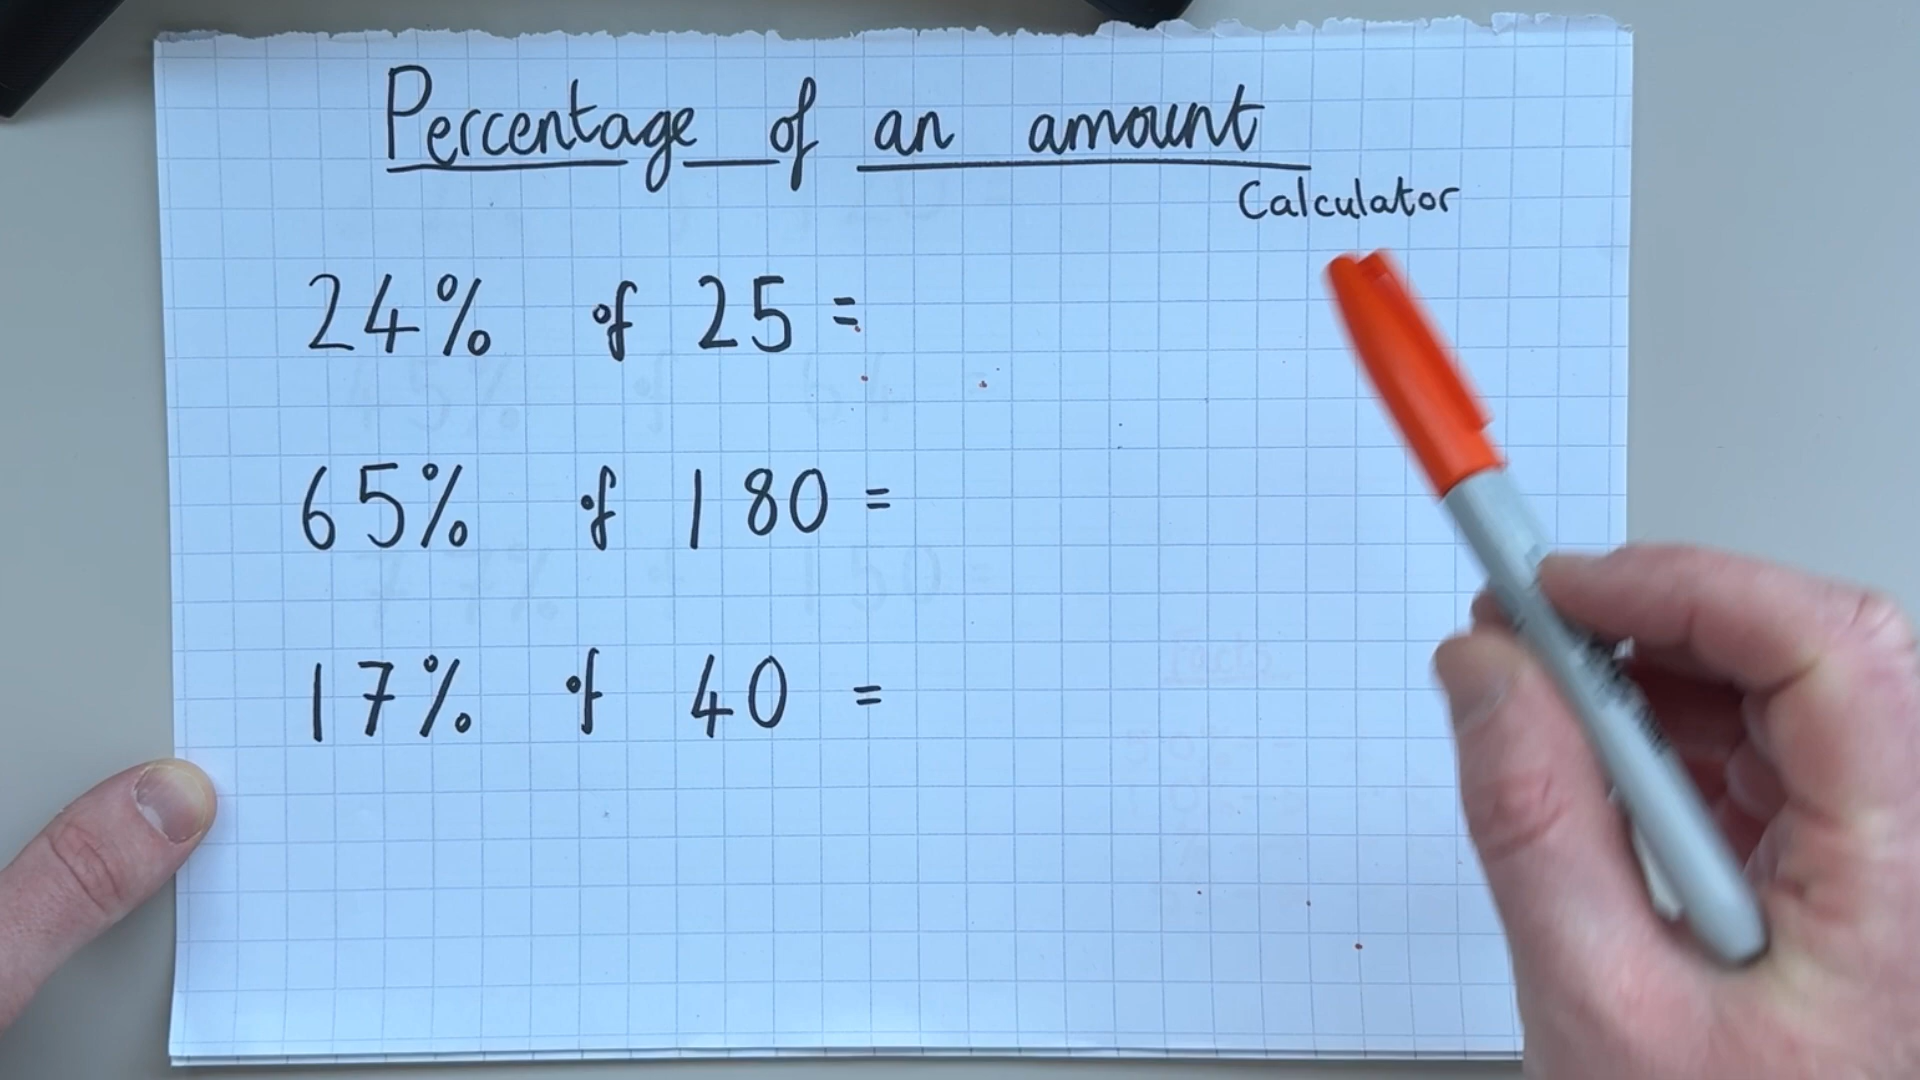 Percentage of an amount
Calculator
24% of 25 =
65% of 180 =
17% of 40 =